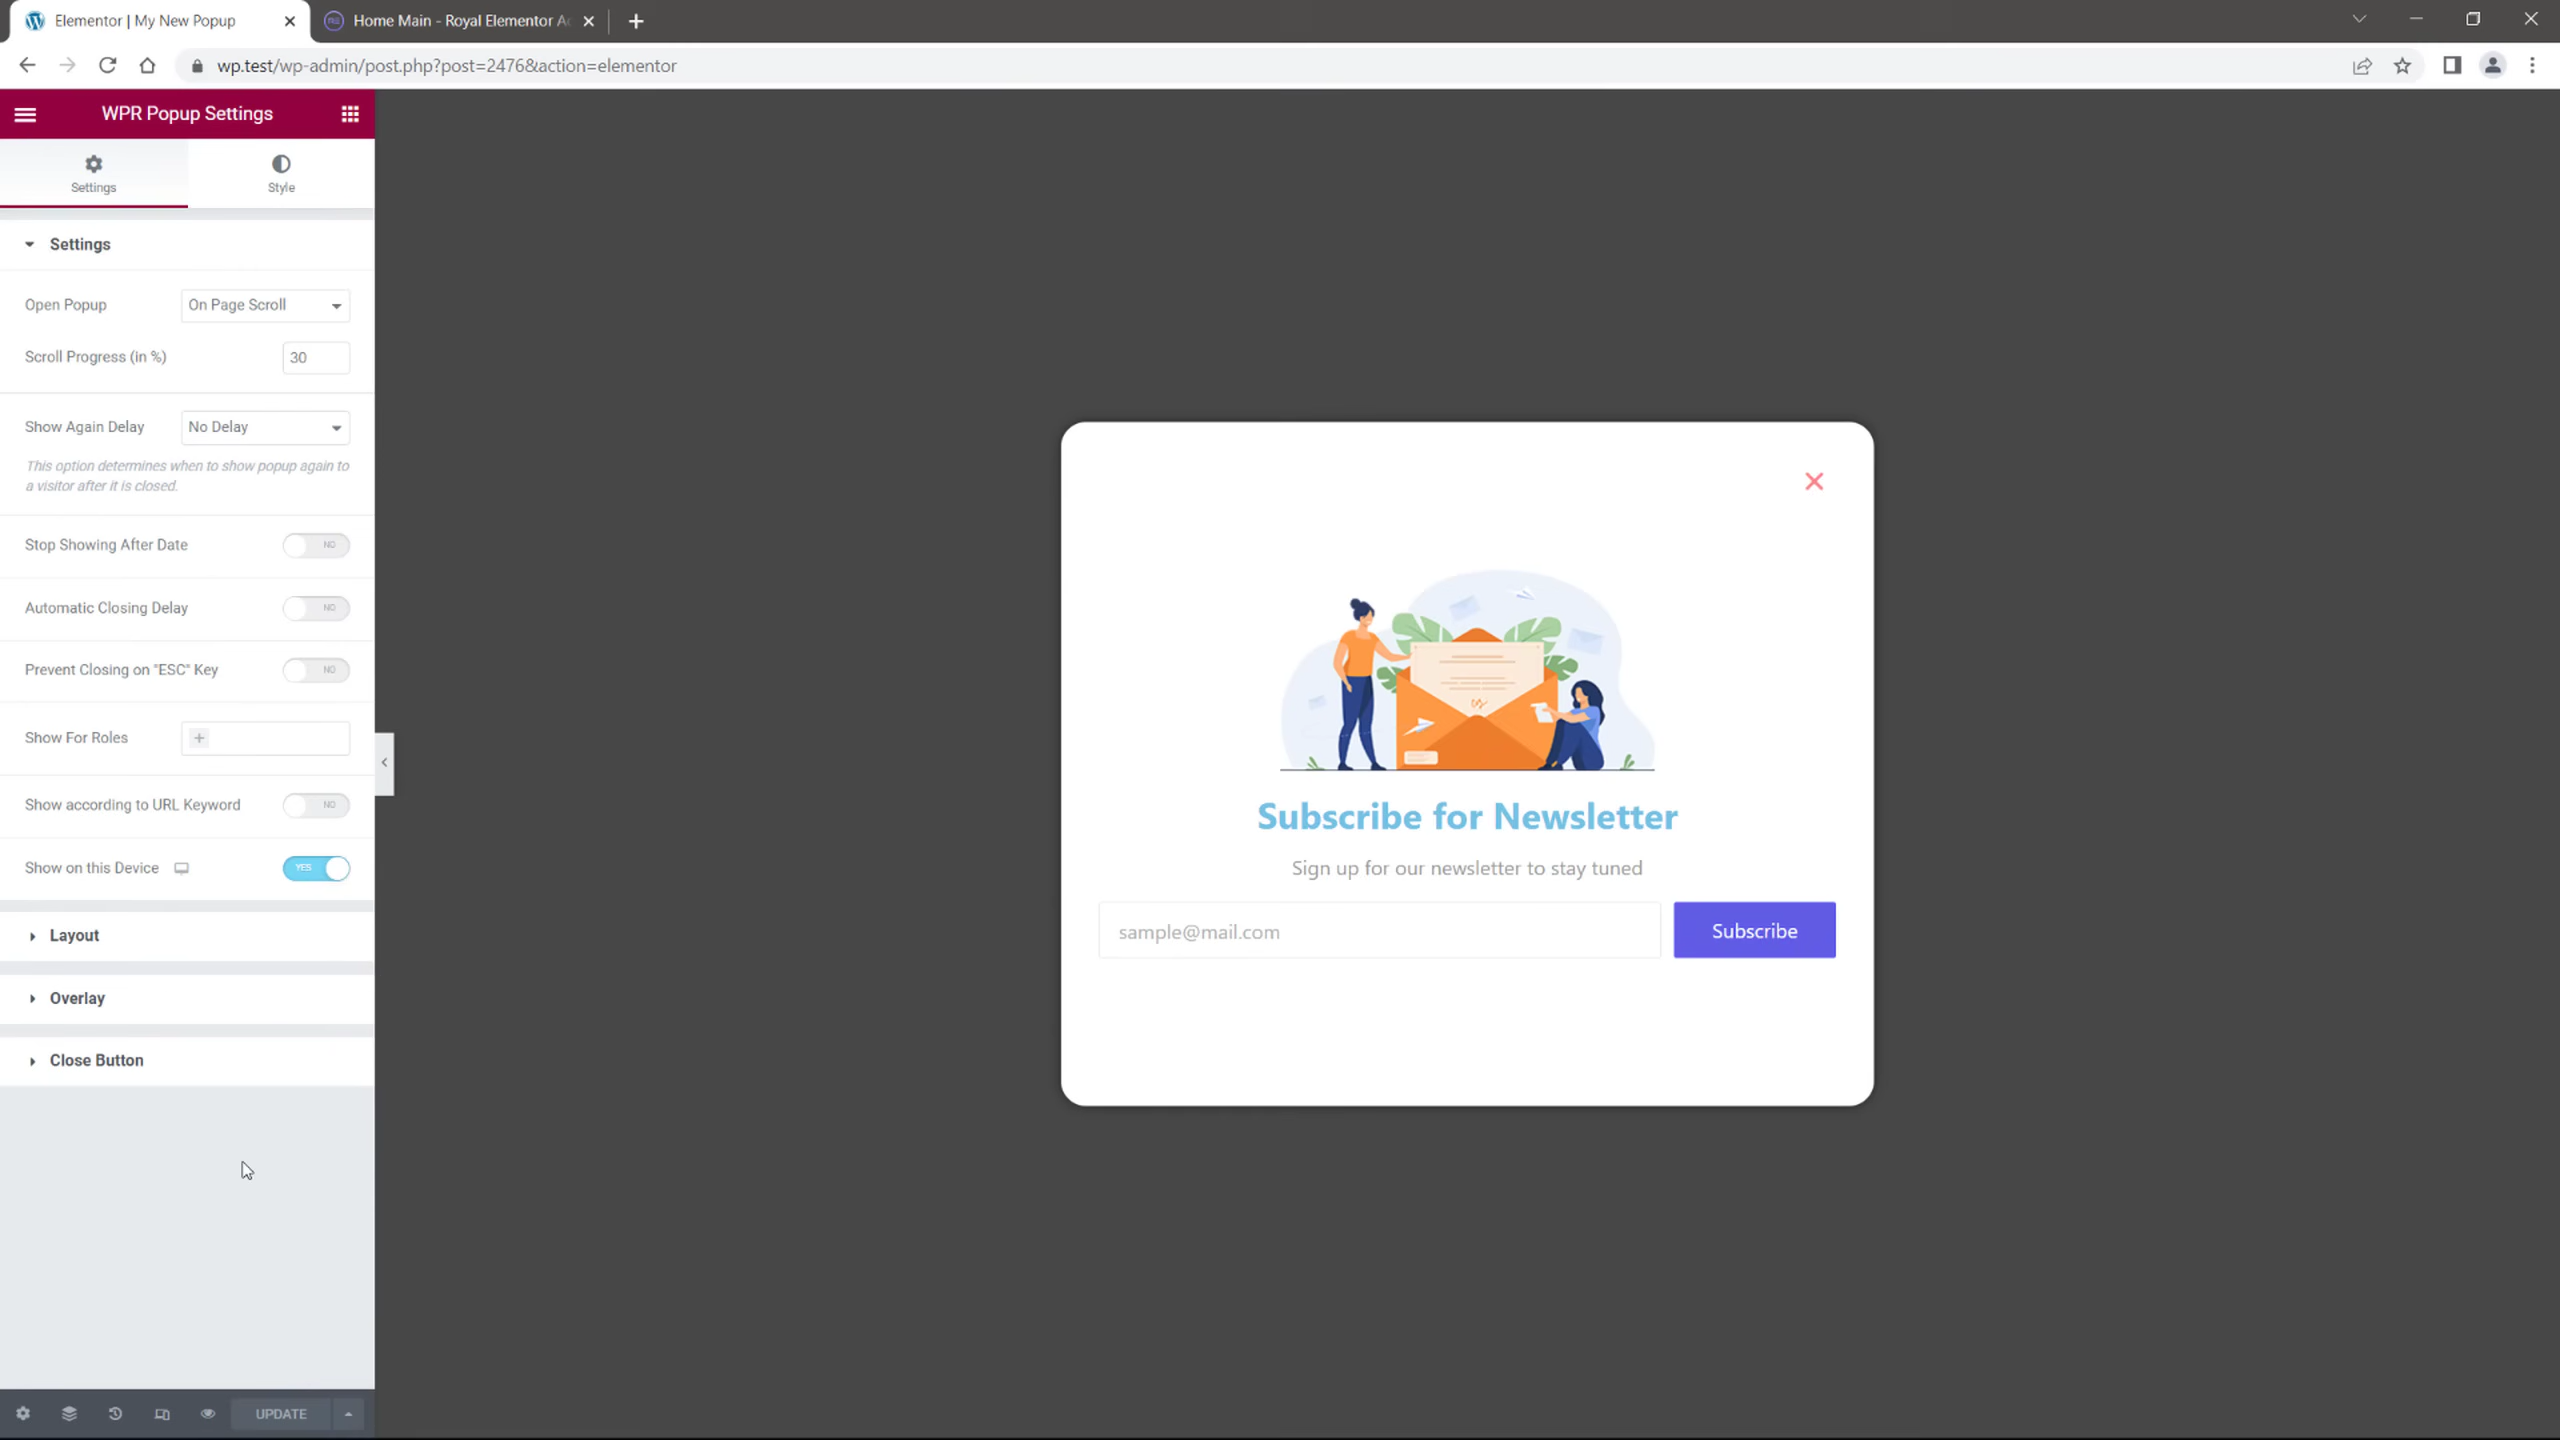 Elementor | My New Popup
Home Main - Royal Elementor A
wp.test/wp-admin/post.php?post=2476&action=elementor
WPR Popup Settings
Settings
Style
Settings
Open Popup
On Page Scroll
Scroll Progress (in %)
30
Show Again Delay
No Delay
This option determines when to show popup again to
a visitor after it is closed.
Stop Showing After Date
NO
Automatic Closing Delay
NO
Prevent Closing on "ESC" Key
NO
Show For Roles
Show according to URL Keyword
NO
Show on this Device
YES
Layout
Overlay
Close Button
UPDATE
Subscribe for Newsletter
Sign up for our newsletter to stay tuned
sample@mail.com
Subscribe